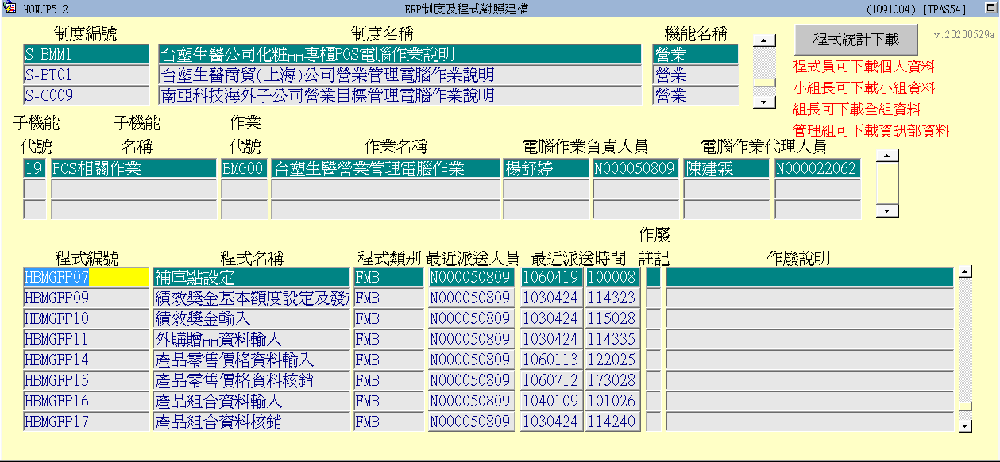 HONJP512 ERP制度及程式對照建檔 (1091004) [TPAS54]
制度編號 制度名稱 機能名稱 程式統計下載 v.20200529a
S-BMM1 台塑生醫公司化粧品專櫃POS電腦作業說明 營業
程式員可下載個人資料
S-BT01 台塑生醫商貿(上海)公司營業管理電腦作業說明 營業
小組長可下載小組資料
S-C009 南亞科技海外子公司營業目標管理電腦作業說明 營業
組長可下載全組資料
管理組可下載資訊部資料
子機能 子機能 作業
代號 名稱 代號 作業名稱 電腦作業負責人員 電腦作業代理人員
19 POS相關作業 BMG00 台塑生醫營業管理電腦作業 楊舒婷 N000050809 陳建霖 N000022062
作廢
程式編號 程式名稱 程式類別 最近派送人員 最近派送時間 註記 作廢說明
HBMGFP07 補庫點設定 FMB N000050809 1060419 100008
HBMGFP09 績效獎金基本額度設定及發 FMB N000050809 1030424 114323
HBMGFP10 績效獎金輸入 FMB N000050809 1030424 115028
HBMGFP11 外購贈品資料輸入 FMB N000050809 1030424 114335
HBMGFP14 產品零售價格資料輸入 FMB N000050809 1060113 122025
HBMGFP15 產品零售價格資料核銷 FMB N000050809 1060712 173028
HBMGFP16 產品組合資料輸入 FMB N000050809 1040109 101026
HBMGFP17 產品組合資料核銷 FMB N000050809 1030424 114240